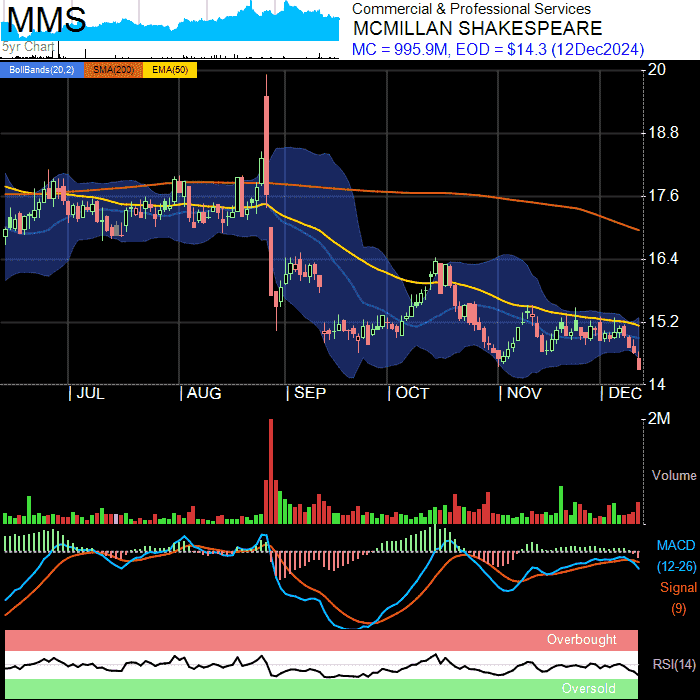 MMS
5yr Chart
Commercial & Professional Services
MCMILLAN SHAKESPEARE
MC = 995.9M, EOD = $14.3 (12Dec2024)
BollBands(20,2) SMA(200) EMA(50)
20
18.8
17.6
16.4
15.2
14
JUL AUG SEP OCT NOV DEC
2M
Volume
MACD
(12-26)
Signal
(9)
Overbought
RSI(14)
Oversold